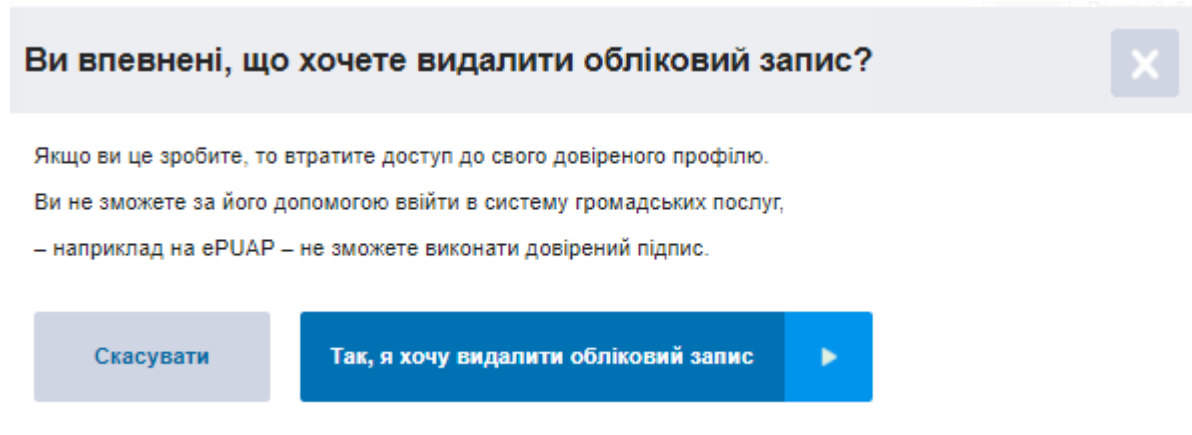 Ви впевнені, що хочете видалити обліковий запис?
Якщо ви це зробите, то втратите доступ до свого довіреного профілю.
Ви не зможете за його допомогою ввійти в систему громадських послуг,
– наприклад на ePUAP – не зможете виконати довірений підпис.
Скасувати
Так, я хочу видалити обліковий запис